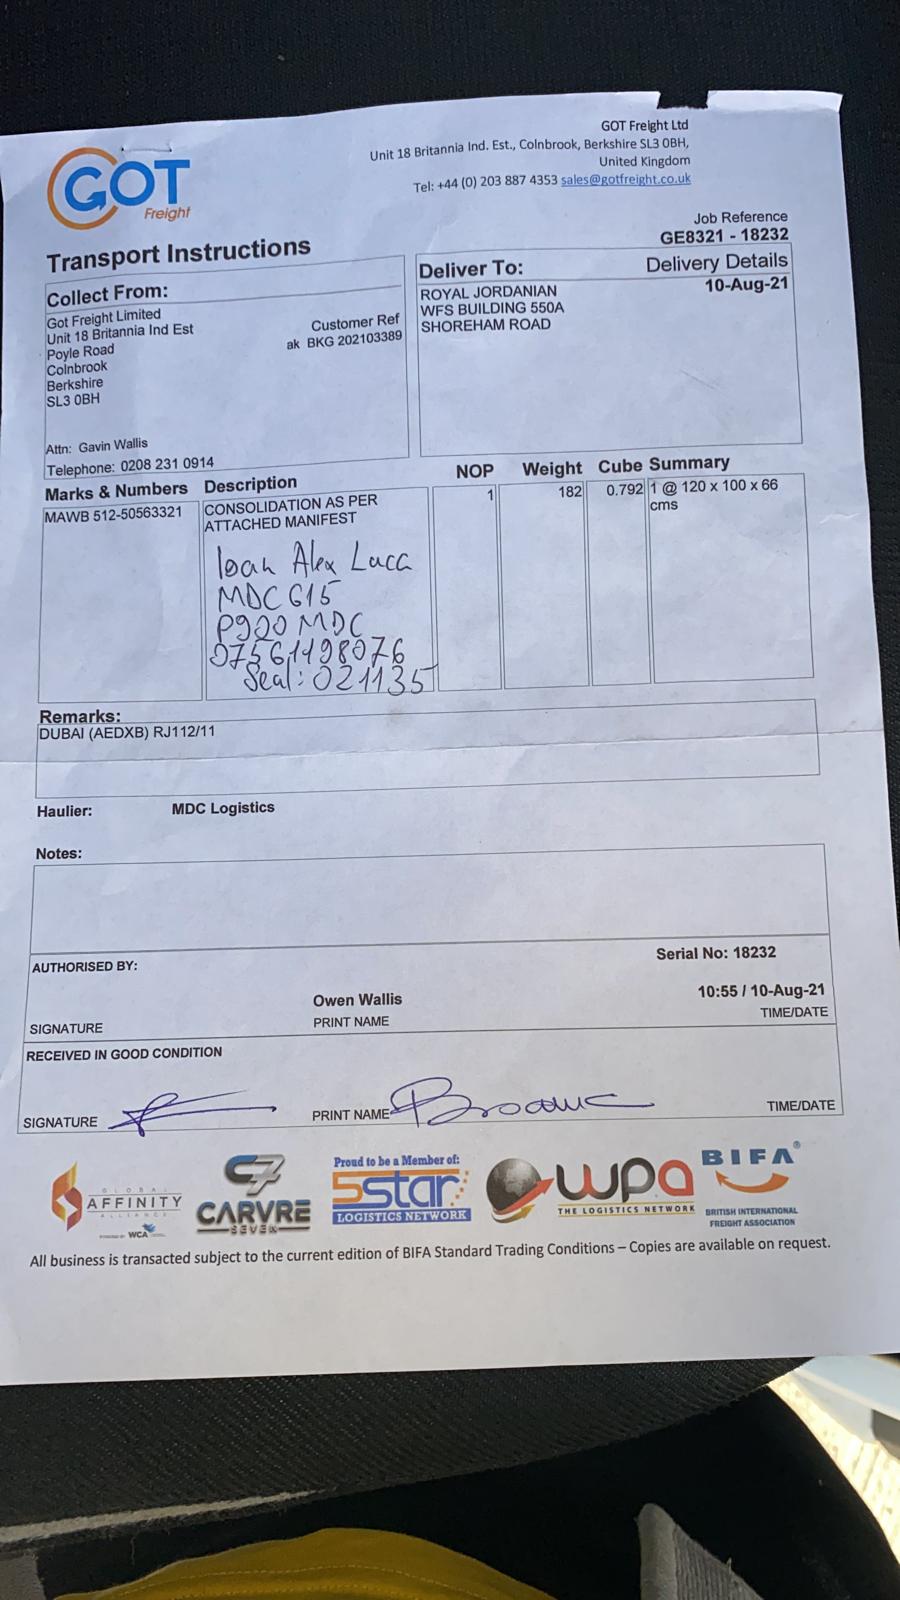 GOT
Freight
GOT Freight Ltd
Unit 18 Britannia Ind. Est., Colnbrook, Berkshire SL3 0BH,
United Kingdom
Tel: +44 (0) 203 887 4353 sales@gotfreight.co.uk
Job Reference
GE8321 - 18232
Transport Instructions
Collect From:
Got Freight Limited
Unit 18 Britannia Ind Est
Poyle Road
Colnbrook
Berkshire
SL3 0BH
Customer Ref
ak BKG 202103389
Attn: Gavin Wallis
Telephone: 0208 231 0914
Deliver To:
Delivery Details
10-Aug-21
ROYAL JORDANIAN
WFS BUILDING 550A
SHOREHAM ROAD
Marks & Numbers Description NOP Weight Cube Summary
MAWB 512-50563321
CONSOLIDATION AS PER
ATTACHED MANIFEST
1 182 0.792 1 @ 120 x 100 x 66
cms
Ioan Alex Luca
MDC G15
P920 MDC
07561198076
Seal: 021135
Remarks:
DUBAI (AEDXB) RJ112/11
Haulier: MDC Logistics
Notes:
AUTHORISED BY:
Serial No: 18232
Owen Wallis
10:55 / 10-Aug-21
SIGNATURE PRINT NAME TIME/DATE
RECEIVED IN GOOD CONDITION
SIGNATURE PRINT NAME TIME/DATE
GLOBAL
AFFINITY
ALLIANCE
POWERED BY WCA
C7
CARVRE
SEVEN
Proud to be a Member of:
5star
LOGISTICS NETWORK
wpa
THE LOGISTICS NETWORK
BIFA®
BRITISH INTERNATIONAL
FREIGHT ASSOCIATION
All business is transacted subject to the current edition of BIFA Standard Trading Conditions – Copies are available on request.